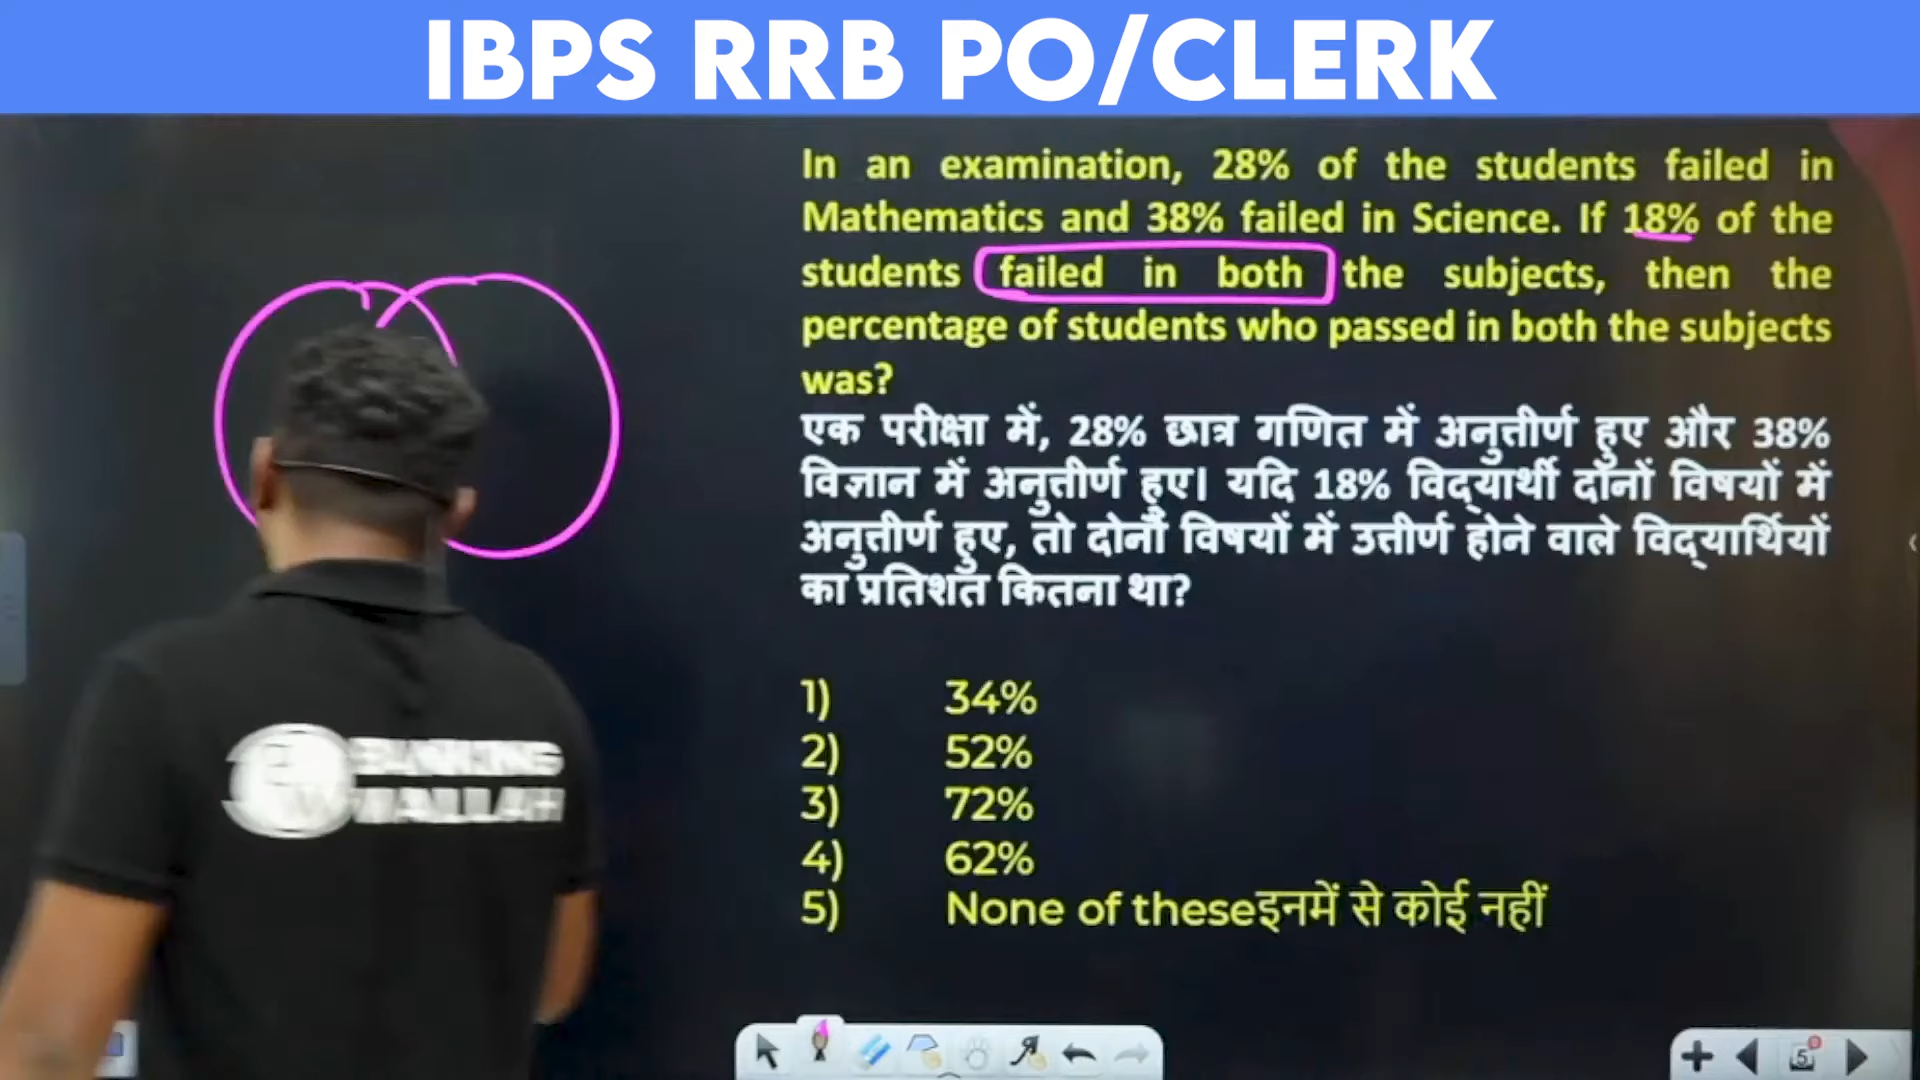 IBPS RRB PO/CLERK
In an examination, 28% of the students failed in
Mathematics and 38% failed in Science. If 18% of the
students failed in both the subjects, then the
percentage of students who passed in both the subjects
was?
एक परीक्षा में, 28% छात्र गणित में अनुत्तीर्ण हुए और 38%
विज्ञान में अनुत्तीर्ण हुए। यदि 18% विद्यार्थी दोनों विषयों में
अनुत्तीर्ण हुए, तो दोनों विषयों में उत्तीर्ण होने वाले विद्यार्थियों
का प्रतिशत कितना था?
1) 34%
2) 52%
3) 72%
4) 62%
5) None of theseइनमें से कोई नहीं
BANKING
WALLAH
5